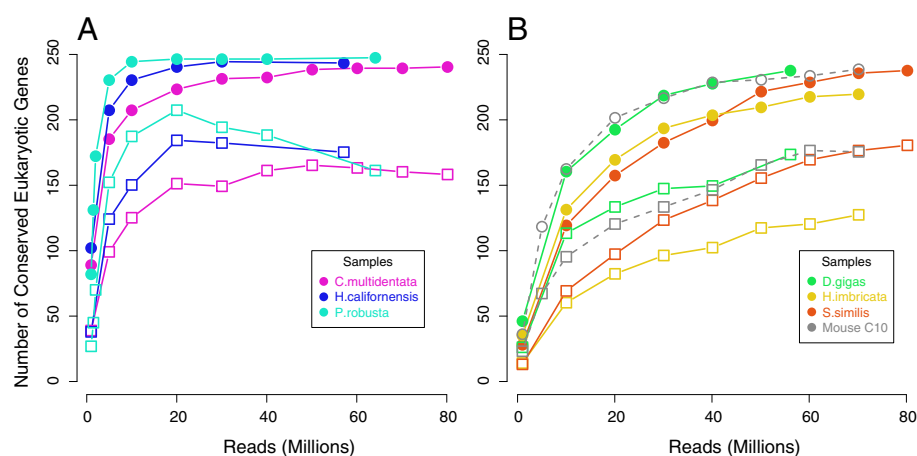 A
B
Number of Conserved Eukaryotic Genes
250
200
150
100
50
0
Samples
C.multidentata
H.californensis
P.robusta
0 20 40 60 80
Reads (Millions)
250
200
150
100
50
0
Samples
D.gigas
H.imbricata
S.similis
Mouse C10
0 20 40 60 80
Reads (Millions)